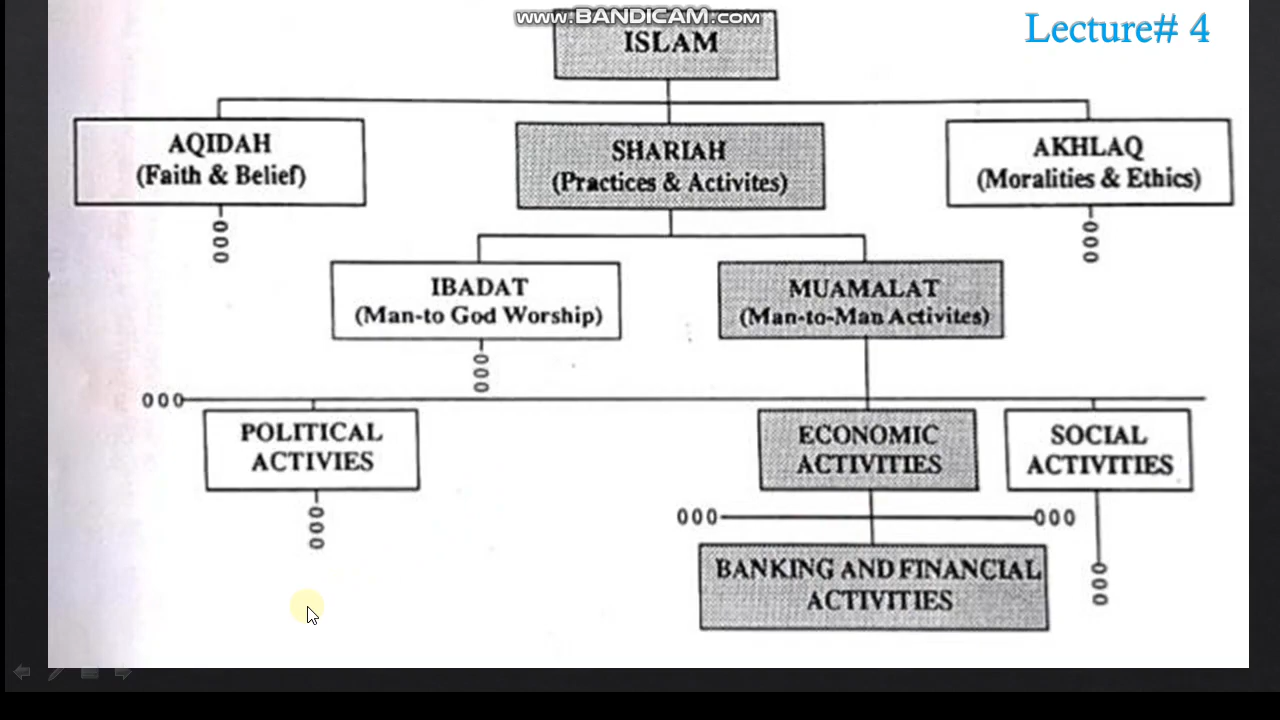 www.BANDICAM.com
Lecture# 4
ISLAM
AQIDAH
(Faith & Belief)
SHARIAH
(Practices & Activites)
AKHLAQ
(Moralities & Ethics)
000
000
IBADAT
(Man-to God Worship)
MUAMALAT
(Man-to-Man Activites)
000
000
POLITICAL
ACTIVIES
ECONOMIC
ACTIVITIES
SOCIAL
ACTIVITIES
000
000
000
BANKING AND FINANCIAL
ACTIVITIES
000